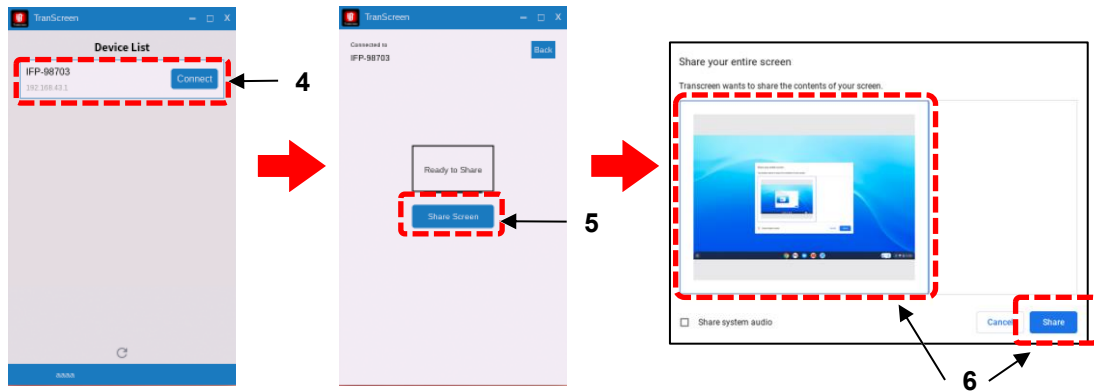 TranScreen
Device List
IFP-98703
192.168.43.1
Connect
4
aaaa
TranScreen
Connected to
IFP-98703
Back
Ready to Share
Share Screen
5
Share your entire screen
Transcreen wants to share the contents of your screen.
Share system audio
Cancel
Share
6